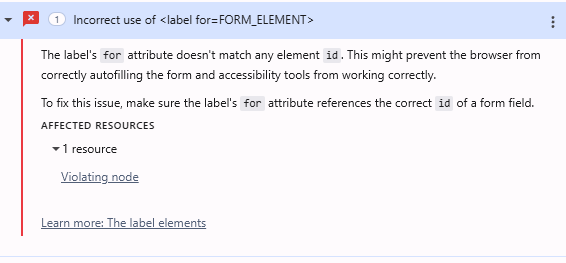 1 Incorrect use of <label for=FORM_ELEMENT>
The label's for attribute doesn't match any element id. This might prevent the browser from
correctly autofilling the form and accessibility tools from working correctly.
To fix this issue, make sure the label's for attribute references the correct id of a form field.
AFFECTED RESOURCES
1 resource
Violating node
Learn more: The label elements